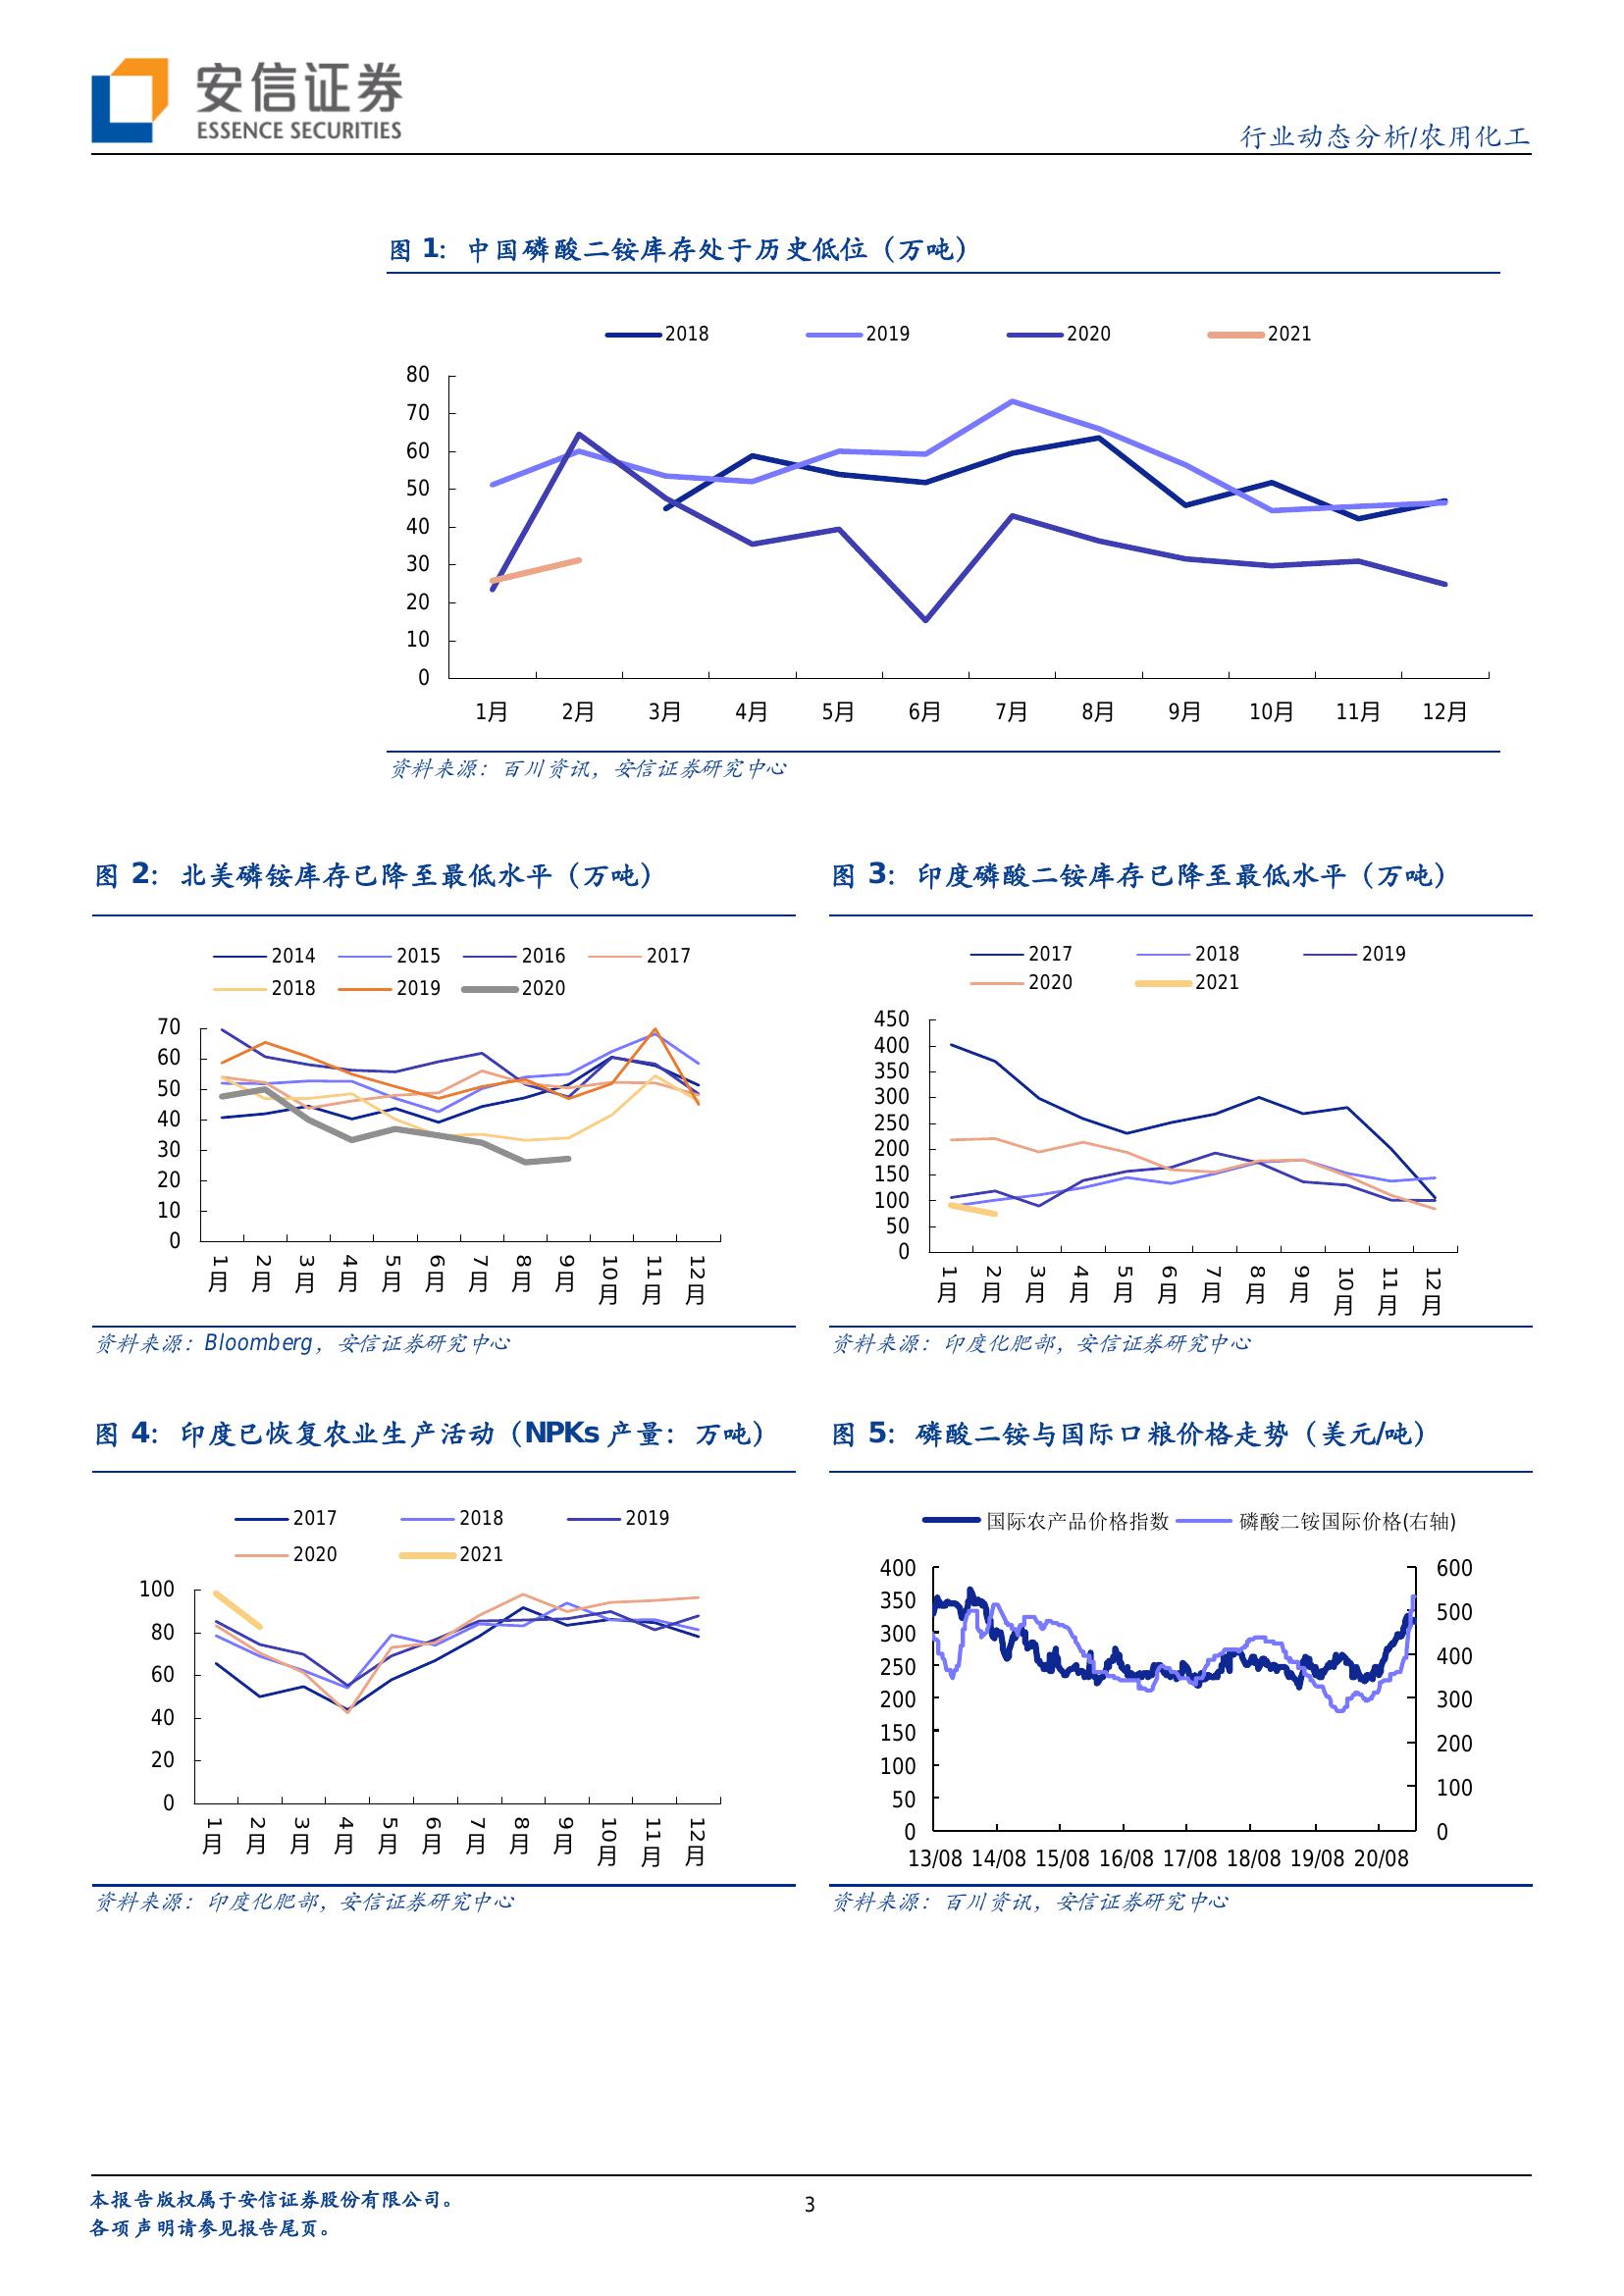 安信证券
ESSENCE SECURITIES
行业动态分析/农用化工
图 1：中国磷酸二铵库存处于历史低位（万吨）
2018 2019 2020 2021
80
70
60
50
40
30
20
10
0
1月 2月 3月 4月 5月 6月 7月 8月 9月 10月 11月 12月
资料来源：百川资讯，安信证券研究中心
图 2：北美磷铵库存已降至最低水平（万吨）
2014 2015 2016 2017
2018 2019 2020
70
60
50
40
30
20
10
0
1月 2月 3月 4月 5月 6月 7月 8月 9月 10月 11月 12月
资料来源：Bloomberg，安信证券研究中心
图 3：印度磷酸二铵库存已降至最低水平（万吨）
2017 2018 2019
2020 2021
450
400
350
300
250
200
150
100
50
0
1月 2月 3月 4月 5月 6月 7月 8月 9月 10月 11月 12月
资料来源：印度化肥部，安信证券研究中心
图 4：印度已恢复农业生产活动（NPKs 产量：万吨）
2017 2018 2019
2020 2021
100
80
60
40
20
0
1月 2月 3月 4月 5月 6月 7月 8月 9月 10月 11月 12月
资料来源：印度化肥部，安信证券研究中心
图 5：磷酸二铵与国际口粮价格走势（美元/吨）
国际农产品价格指数 磷酸二铵国际价格(右轴)
400 600
350
300 500
250 400
200 300
150 200
100 100
50
0 0
13/08 14/08 15/08 16/08 17/08 18/08 19/08 20/08
资料来源：百川资讯，安信证券研究中心
本报告版权属于安信证券股份有限公司。
各项声明请参见报告尾页。
3